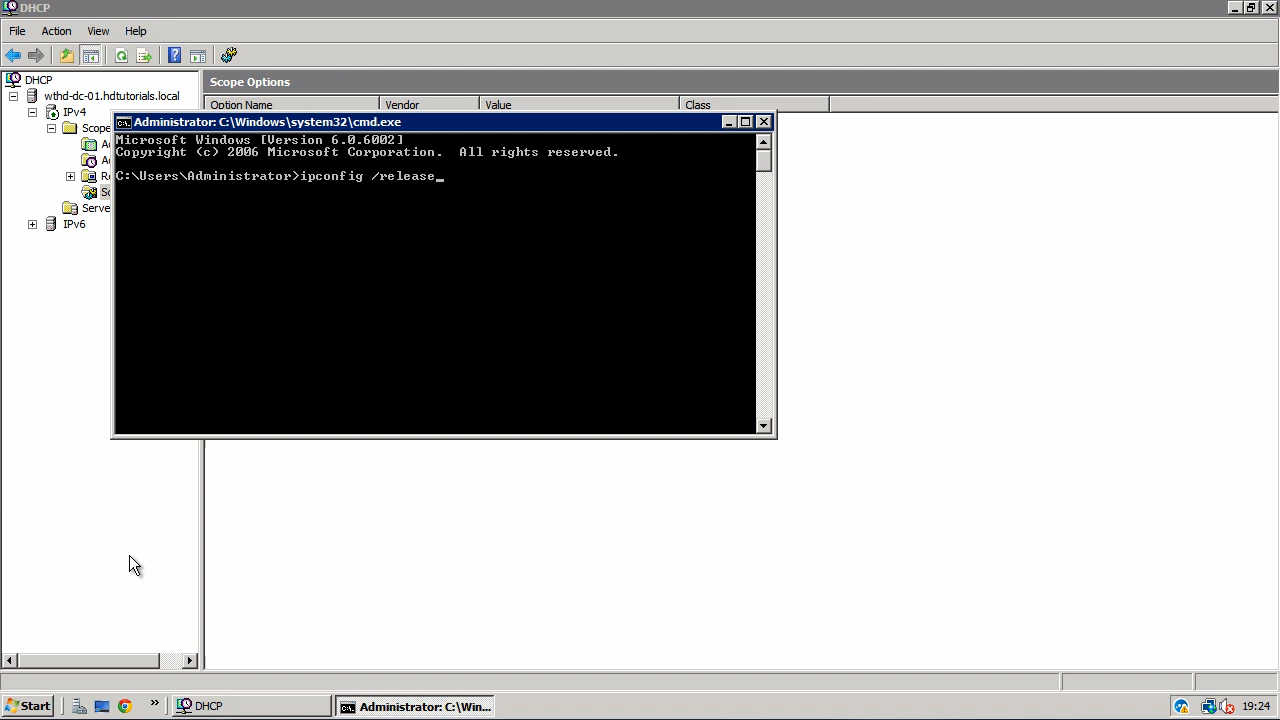 DHCP
File Action View Help
DHCP
wthd-dc-01.hdtutorials.local
IPv4
Scope
A
A
R
Sc
Serve
IPv6
Scope Options
Option Name Vendor Value Class
Administrator: C:\Windows\system32\cmd.exe
Microsoft Windows [Version 6.0.6002]
Copyright (c) 2006 Microsoft Corporation. All rights reserved.
C:\Users\Administrator>ipconfig /release_
Start » DHCP Administrator: C:\Win... 19:24